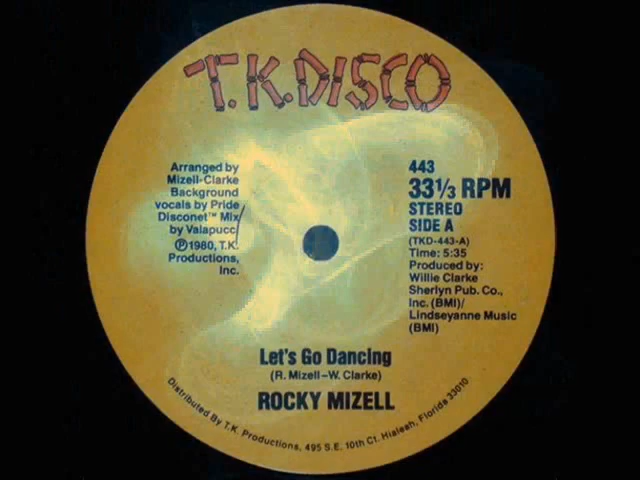 T.K.DISCO
Arranged by
Mizell-Clarke
Background
vocals by Pride
Disconet™ Mix
by Valapucci
Ⓟ1980, T.K.
Productions,
Inc.
443
33⅓ RPM
STEREO
SIDE A
(TKD-443-A)
Time: 5:35
Produced by:
Willie Clarke
Sherlyn Pub. Co.,
Inc. (BMI)/
Lindseyanne Music
(BMI)
Let's Go Dancing
(R. Mizell-W. Clarke)
ROCKY MIZELL
Distributed By T.K. Productions, 495 S.E. 10th Ct. Hialeah, Florida 33010